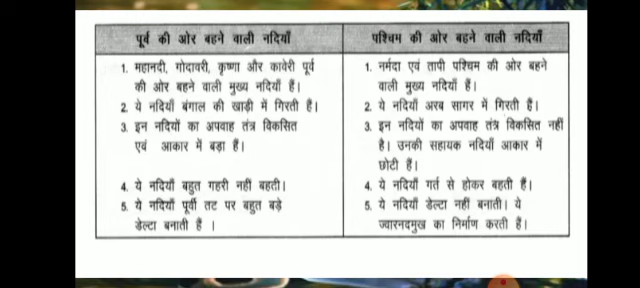 पूर्व की ओर बहने वाली नदियाँ
1. महानदी, गोदावरी, कृष्णा और कावेरी पूर्व
की ओर बहने वाली मुख्य नदियाँ हैं।
2. ये नदियाँ बंगाल की खाड़ी में गिरती हैं।
3. इन नदियों का अपवाह तंत्र विकसित
एवं आकार में बड़ा हैं।
4. ये नदियाँ बहुत गहरी नहीं बहती।
5. ये नदियाँ पूर्वी तट पर बहुत बड़े
डेल्टा बनाती हैं ।
पश्चिम की ओर बहने वाली नदियाँ
1. नर्मदा एवं तापी पश्चिम की ओर बहने
वाली मुख्य नदियाँ हैं।
2. ये नदियाँ अरब सागर में गिरती हैं।
3. इन नदियों का अपवाह तंत्र विकसित नहीं
है। उनकी सहायक नदियाँ आकार में
छोटी हैं।
4. ये नदियाँ गर्त से होकर बहती हैं।
5. ये नदियाँ डेल्टा नहीं बनाती। ये
ज्वारनदमुख का निर्माण करती हैं।